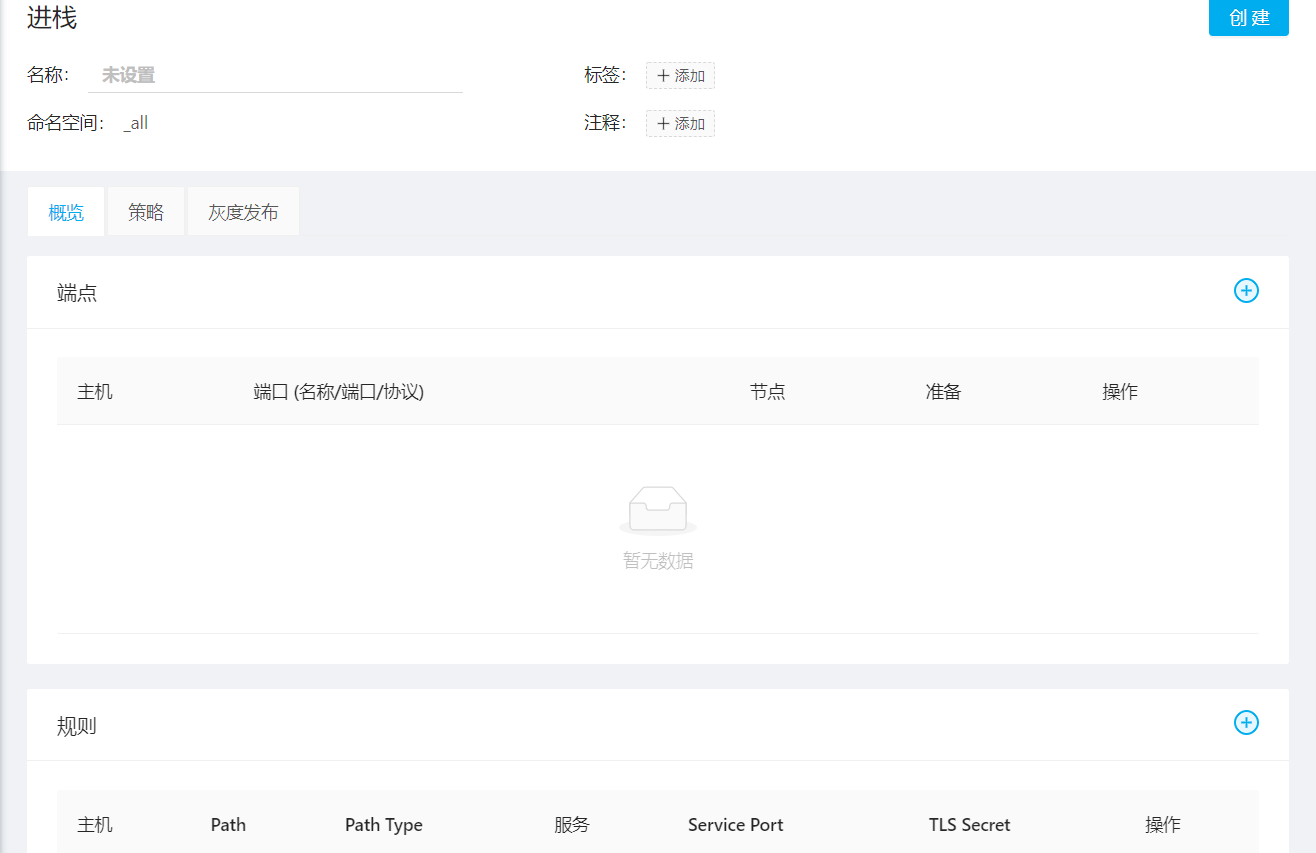 进栈
创建
名称: 未设置
标签: + 添加
命名空间: _all
注释: + 添加
概览 策略 灰度发布
端点
主机 端口 (名称/端口/协议) 节点 准备 操作
暂无数据
规则
主机 Path Path Type 服务 Service Port TLS Secret 操作